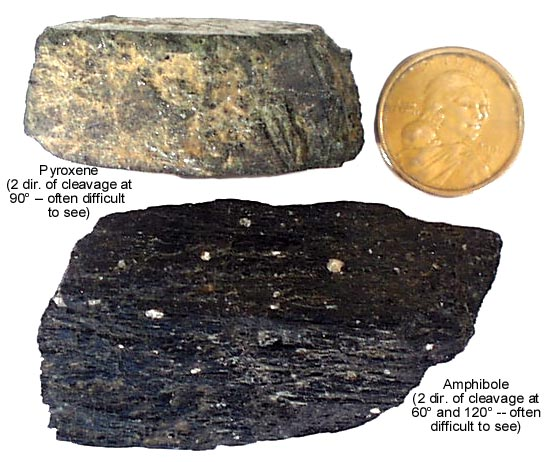 Pyroxene
(2 dir. of cleavage at
90° -- often difficult
to see)
Amphibole
(2 dir. of cleavage at
60° and 120° -- often
difficult to see)